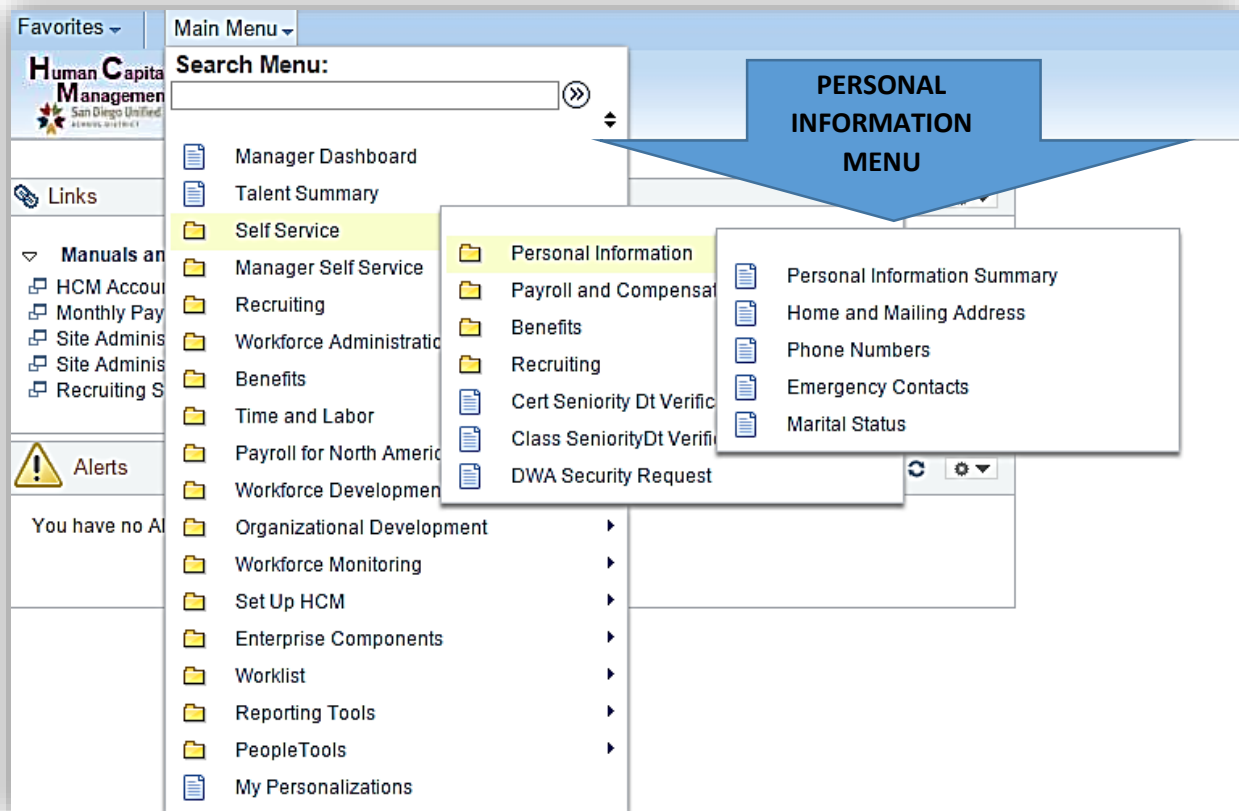 Favorites
Main Menu
Human Capita
Managemen
San Diego Unified
SCHOOL DISTRICT
Search Menu:
PERSONAL
INFORMATION
MENU
Manager Dashboard
Talent Summary
Self Service
Manager Self Service
Recruiting
Workforce Administratio
Benefits
Time and Labor
Payroll for North Americ
Workforce Developmen
Organizational Development
Workforce Monitoring
Set Up HCM
Enterprise Components
Worklist
Reporting Tools
PeopleTools
My Personalizations
Personal Information
Payroll and Compensat
Benefits
Recruiting
Cert Seniority Dt Verific
Class SeniorityDt Verifi
DWA Security Request
Personal Information Summary
Home and Mailing Address
Phone Numbers
Emergency Contacts
Marital Status
Links
Manuals an
HCM Accou
Monthly Pay
Site Adminis
Site Adminis
Recruiting S
Alerts
You have no Al